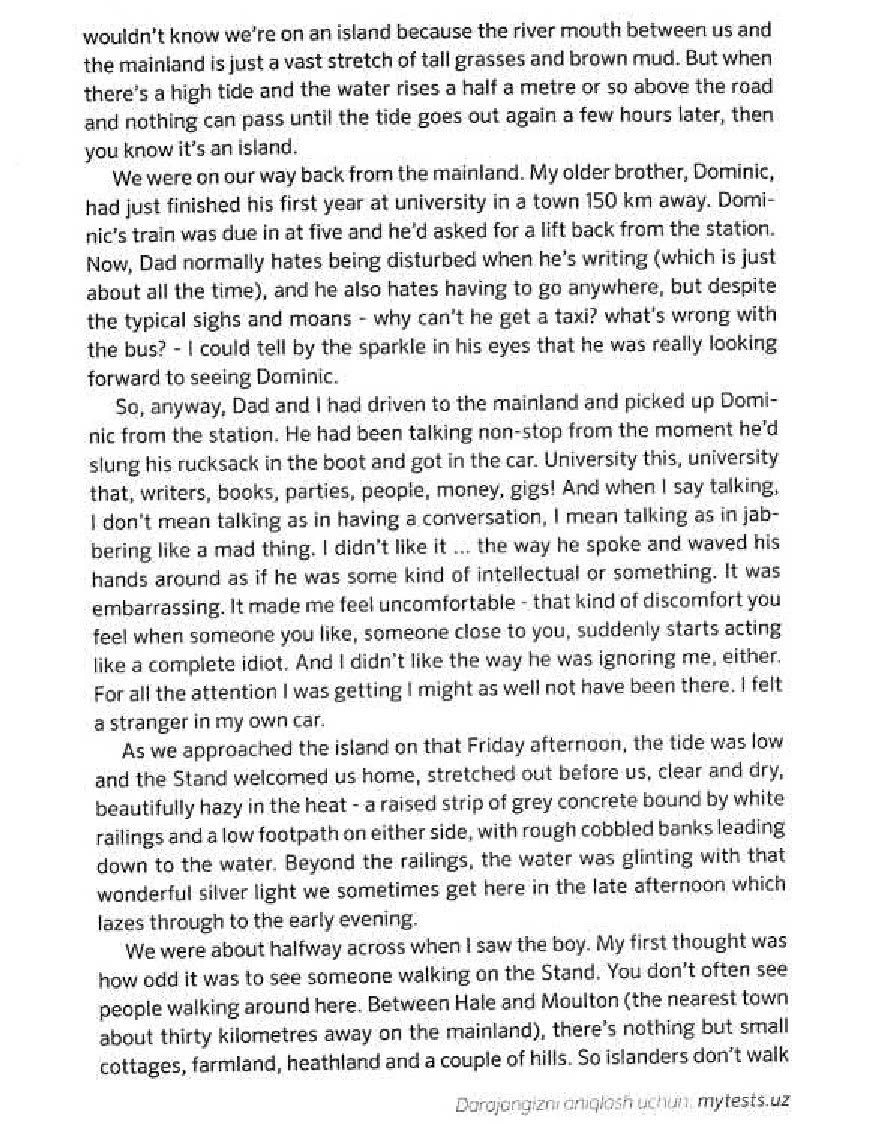 wouldn't know we're on an island because the river mouth between us and
the mainland is just a vast stretch of tall grasses and brown mud. But when
there's a high tide and the water rises a half a metre or so above the road
and nothing can pass until the tide goes out again a few hours later, then
you know it's an island.
We were on our way back from the mainland. My older brother, Dominic,
had just finished his first year at university in a town 150 km away. Domi-
nic's train was due in at five and he'd asked for a lift back from the station.
Now, Dad normally hates being disturbed when he's writing (which is just
about all the time), and he also hates having to go anywhere, but despite
the typical sighs and moans - why can't he get a taxi? what's wrong with
the bus? - I could tell by the sparkle in his eyes that he was really looking
forward to seeing Dominic.
So, anyway, Dad and I had driven to the mainland and picked up Domi-
nic from the station. He had been talking non-stop from the moment he'd
slung his rucksack in the boot and got in the car. University this, university
that, writers, books, parties, people, money, gigs! And when I say talking,
I don't mean talking as in having a conversation, I mean talking as in jab-
bering like a mad thing. I didn't like it ... the way he spoke and waved his
hands around as if he was some kind of intellectual or something. It was
embarrassing. It made me feel uncomfortable - that kind of discomfort you
feel when someone you like, someone close to you, suddenly starts acting
like a complete idiot. And I didn't like the way he was ignoring me, either.
For all the attention I was getting I might as well not have been there. I felt
a stranger in my own car.
As we approached the island on that Friday afternoon, the tide was low
and the Stand welcomed us home, stretched out before us, clear and dry,
beautifully hazy in the heat - a raised strip of grey concrete bound by white
railings and a low footpath on either side, with rough cobbled banks leading
down to the water. Beyond the railings, the water was glinting with that
wonderful silver light we sometimes get here in the late afternoon which
lazes through to the early evening.
We were about halfway across when I saw the boy. My first thought was
how odd it was to see someone walking on the Stand. You don't often see
people walking around here. Between Hale and Moulton (the nearest town
about thirty kilometres away on the mainland), there's nothing but small
cottages, farmland, heathland and a couple of hills. So islanders don't walk
Darajangizni aniqlash uchun: mytests.uz